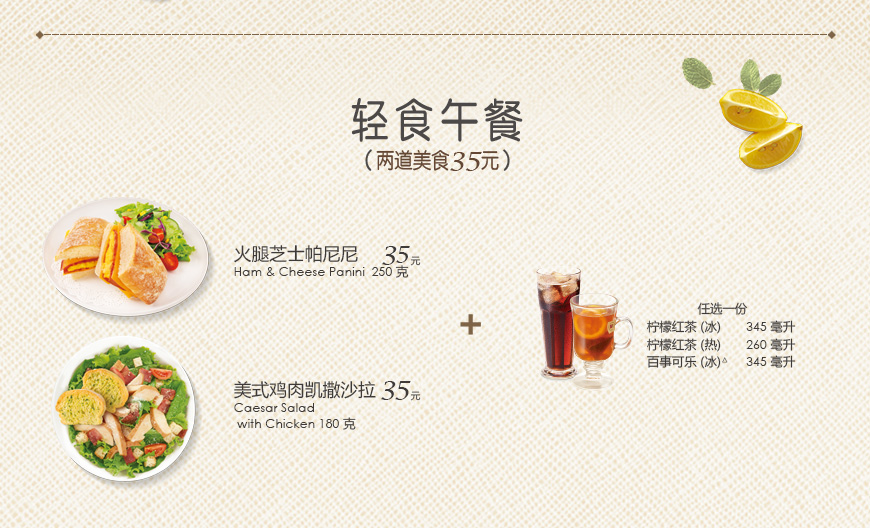 轻食午餐
(两道美食35元)
火腿芝士帕尼尼 35元
Ham & Cheese Panini 250 克
美式鸡肉凯撒沙拉 35元
Caesar Salad
with Chicken 180 克
+
任选一份
柠檬红茶 (冰) 345 毫升
柠檬红茶 (热) 260 毫升
百事可乐 (冰)△ 345 毫升